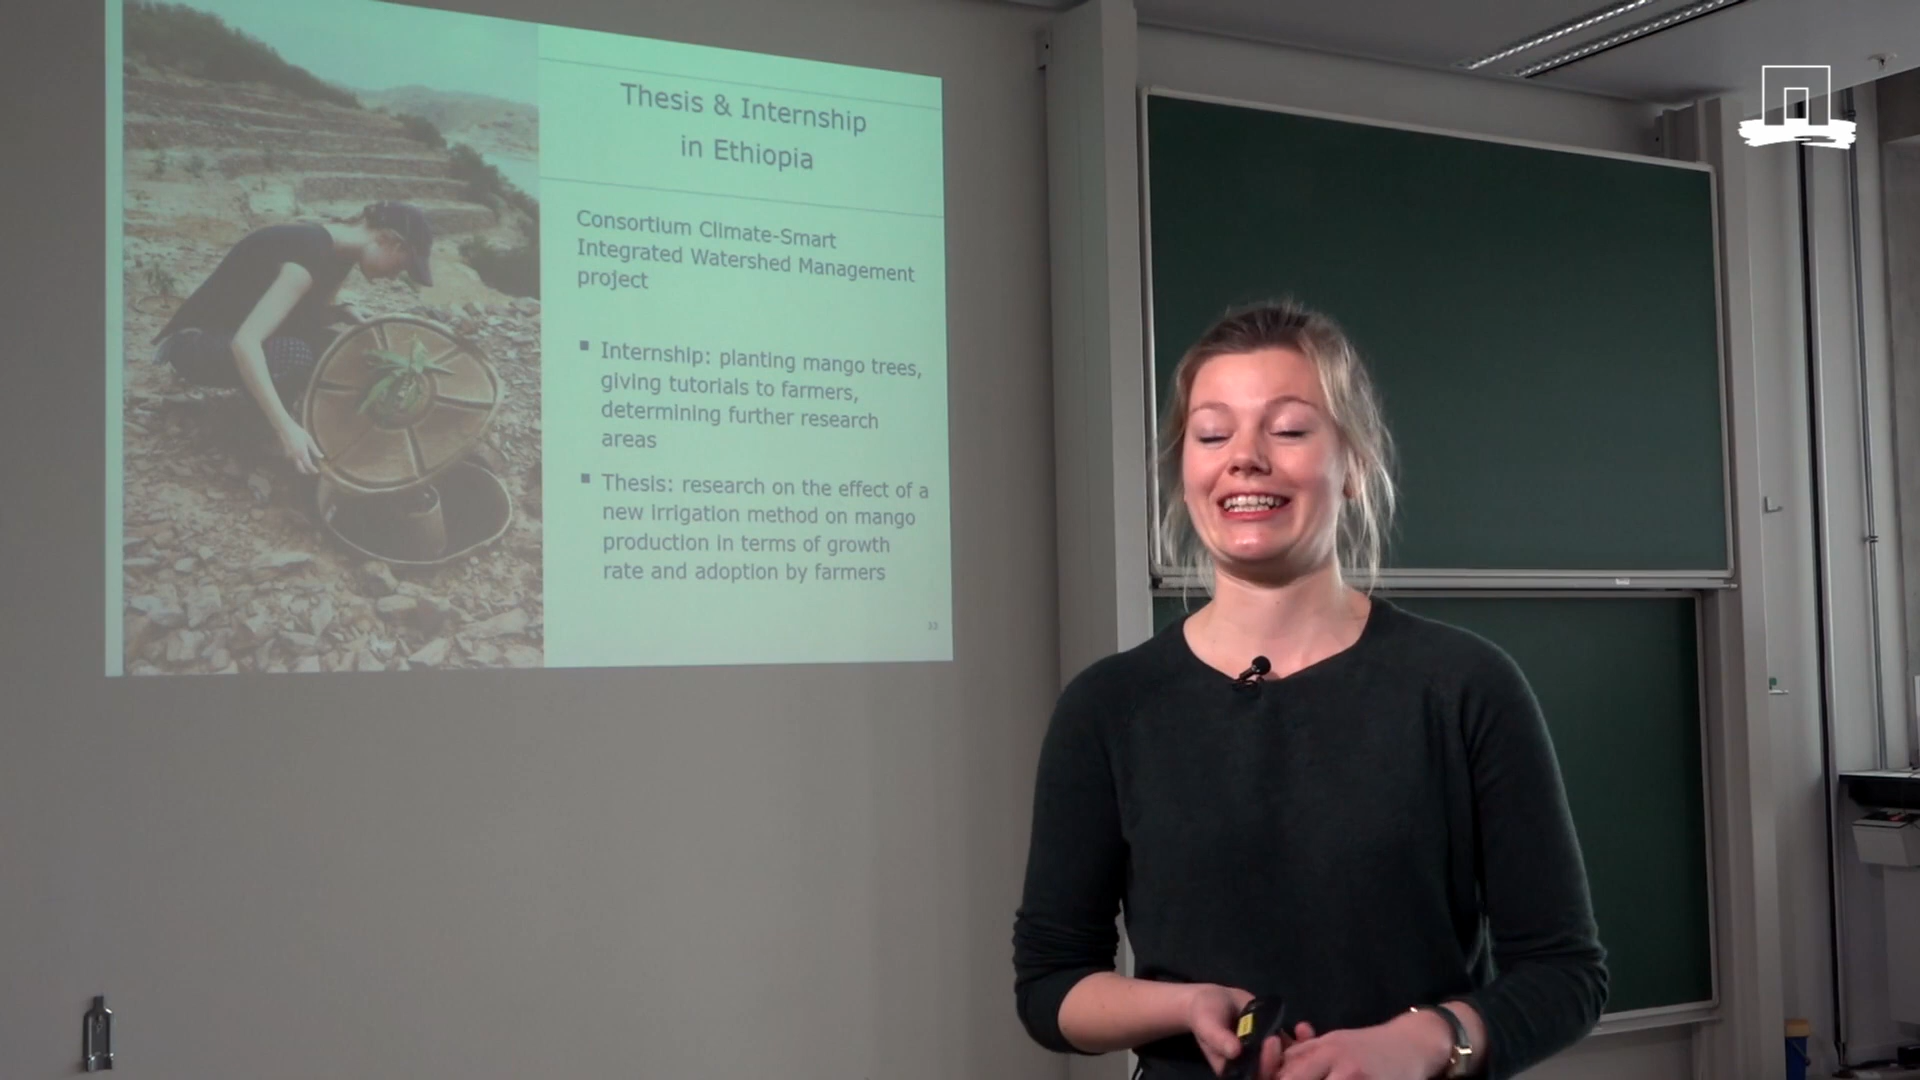 Thesis & Internship
in Ethiopia
Consortium Climate-Smart
Integrated Watershed Management
project
▪ Internship: planting mango trees,
giving tutorials to farmers,
determining further research
areas
▪ Thesis: research on the effect of a
new irrigation method on mango
production in terms of growth
rate and adoption by farmers
33